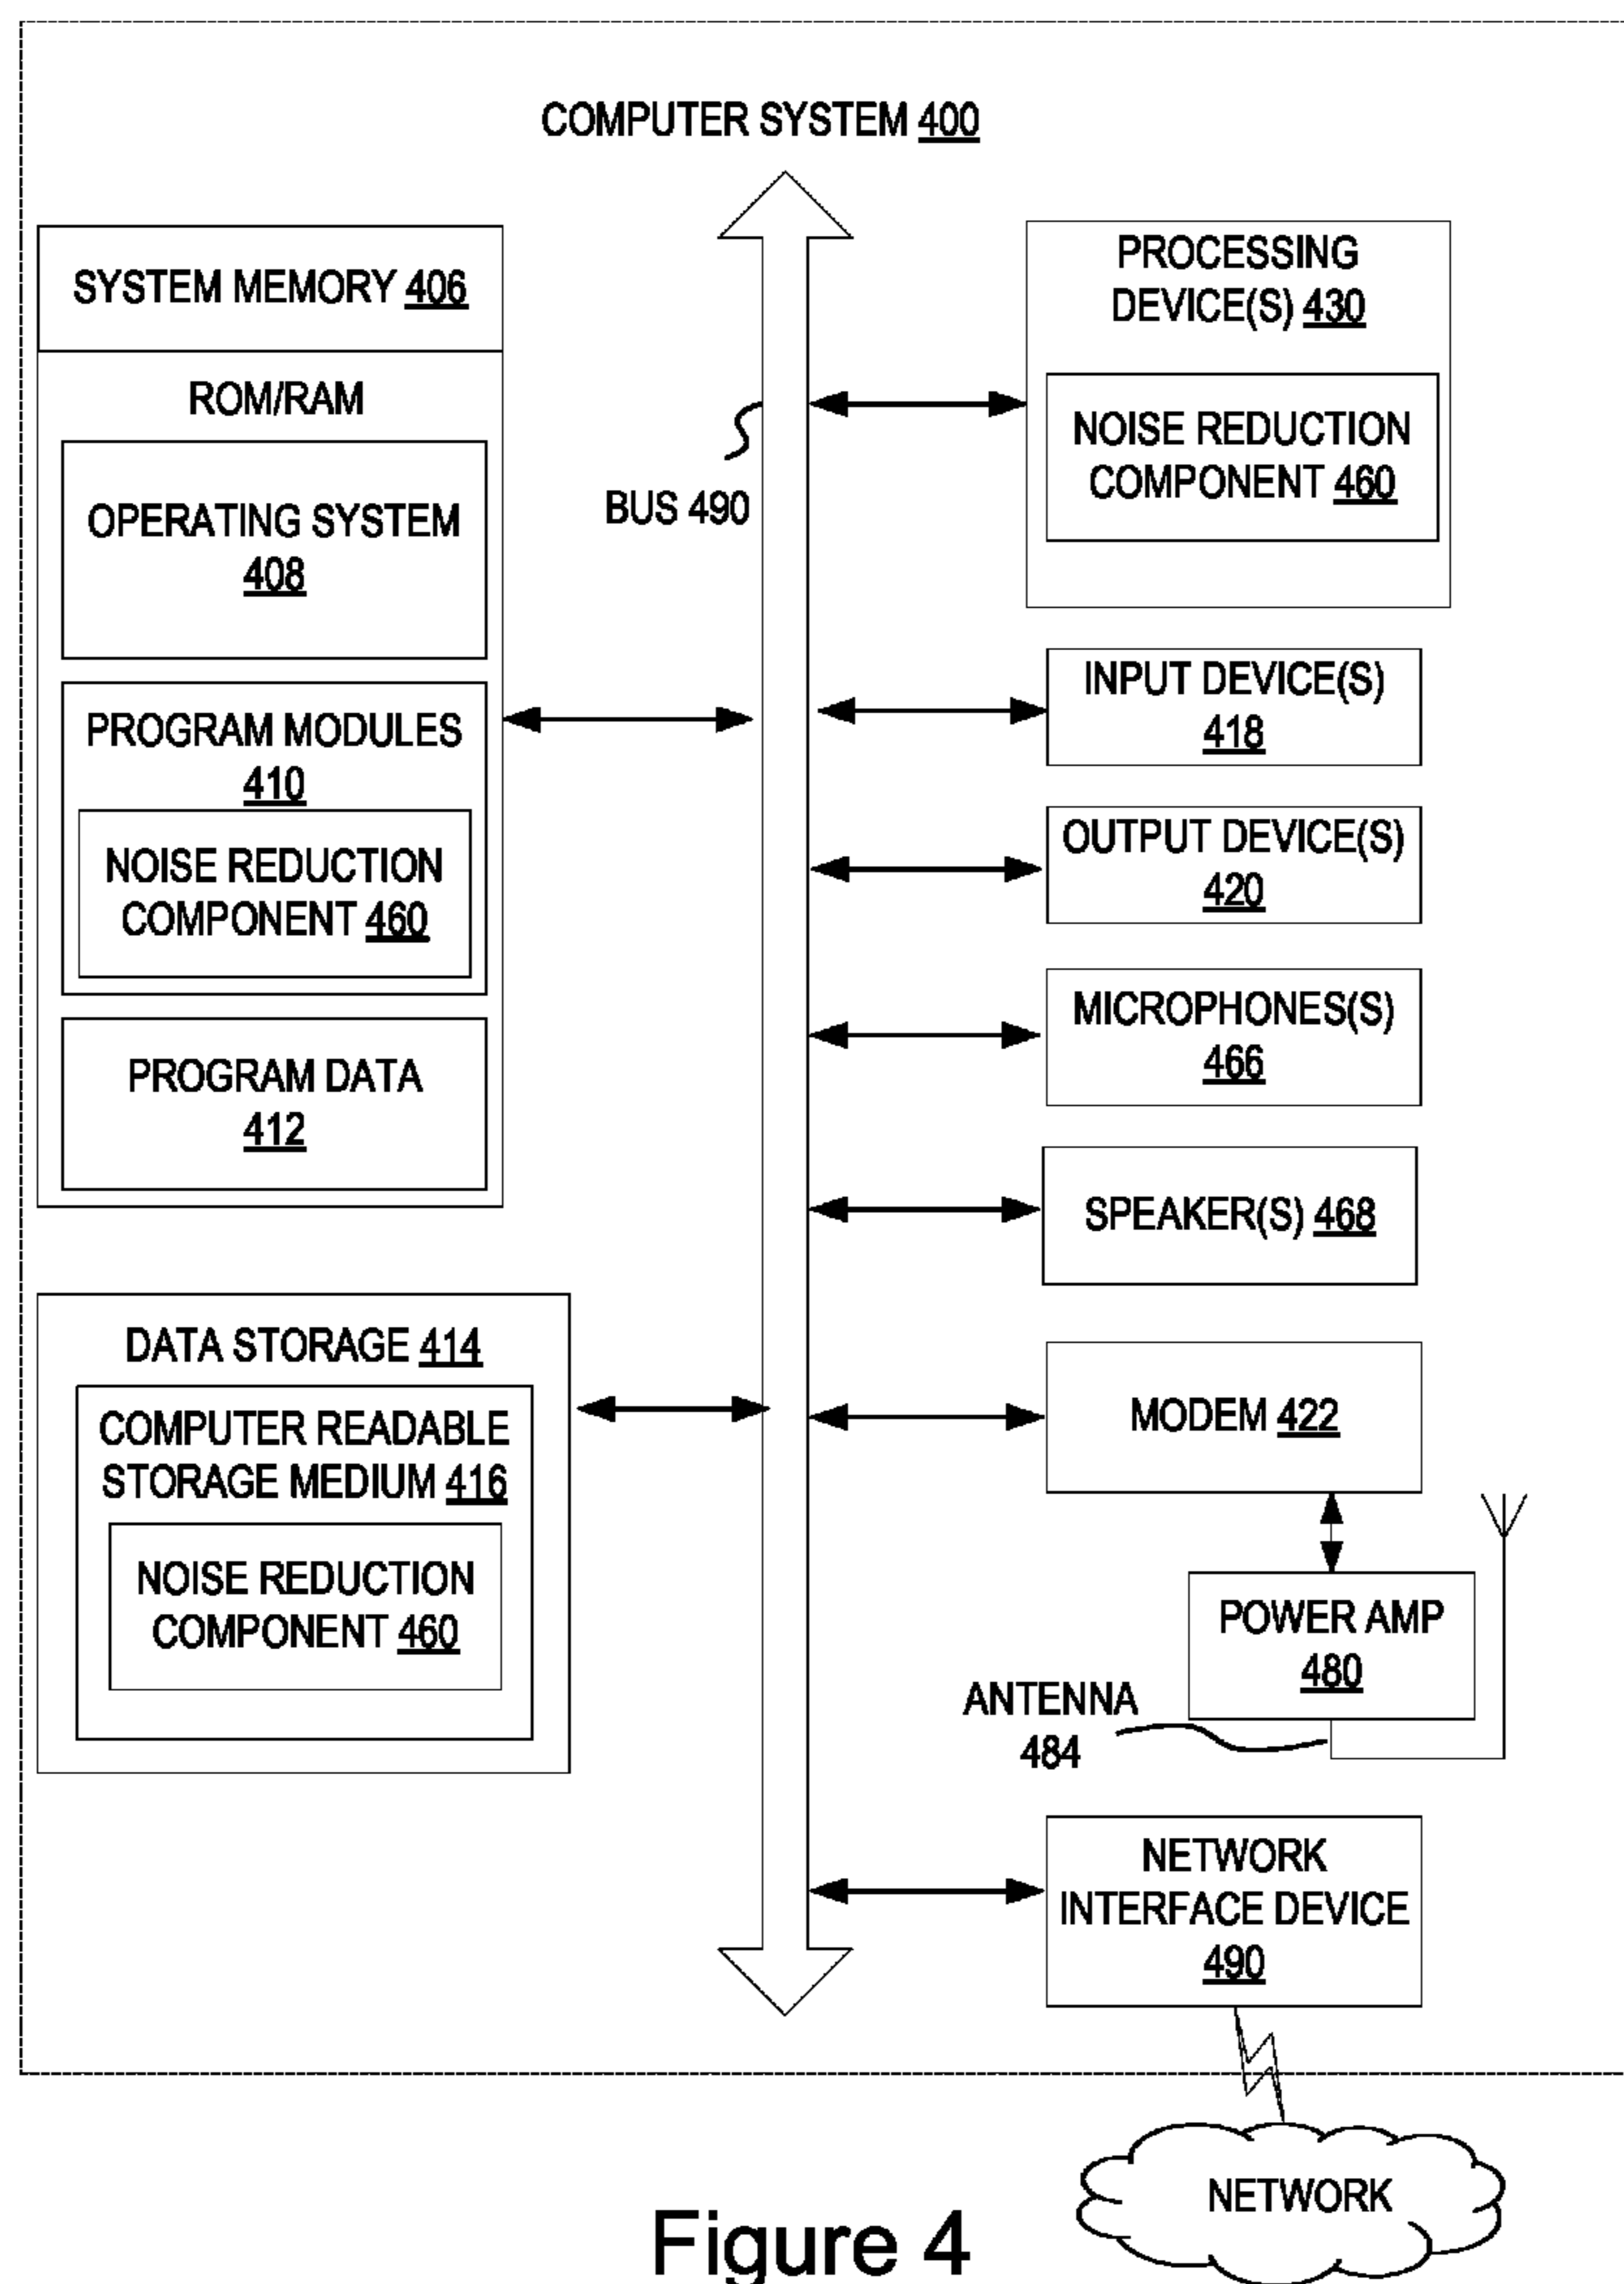 COMPUTER SYSTEM 400
SYSTEM MEMORY 406
ROM/RAM
OPERATING SYSTEM
408
PROGRAM MODULES
410
NOISE REDUCTION
COMPONENT 460
PROGRAM DATA
412
DATA STORAGE 414
COMPUTER READABLE
STORAGE MEDIUM 416
NOISE REDUCTION
COMPONENT 460
BUS 490
PROCESSING
DEVICE(S) 430
NOISE REDUCTION
COMPONENT 460
INPUT DEVICE(S)
418
OUTPUT DEVICE(S)
420
MICROPHONES(S)
466
SPEAKER(S) 468
MODEM 422
POWER AMP
480
ANTENNA
484
NETWORK
INTERFACE DEVICE
490
NETWORK
Figure 4